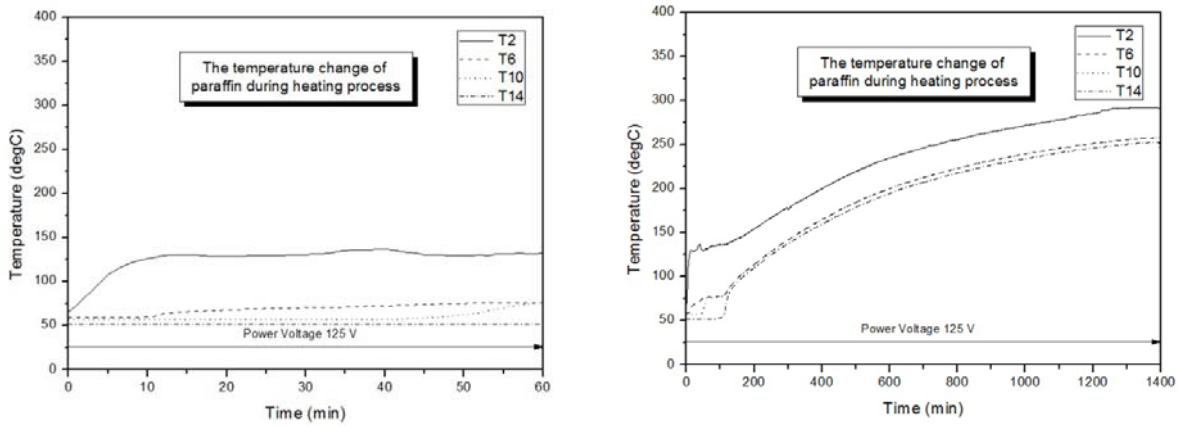 400
350
300
250
200
150
100
50
0
Temperature (degC)
The temperature change of
paraffin during heating process
T2
T6
T10
T14
Power Voltage 125 V
0 10 20 30 40 50 60
Time (min)
400
350
300
250
200
150
100
50
0
Temperature (degC)
The temperature change of
paraffin during heating process
T2
T6
T10
T14
Power Voltage 125 V
0 200 400 600 800 1000 1200 1400
Time (min)